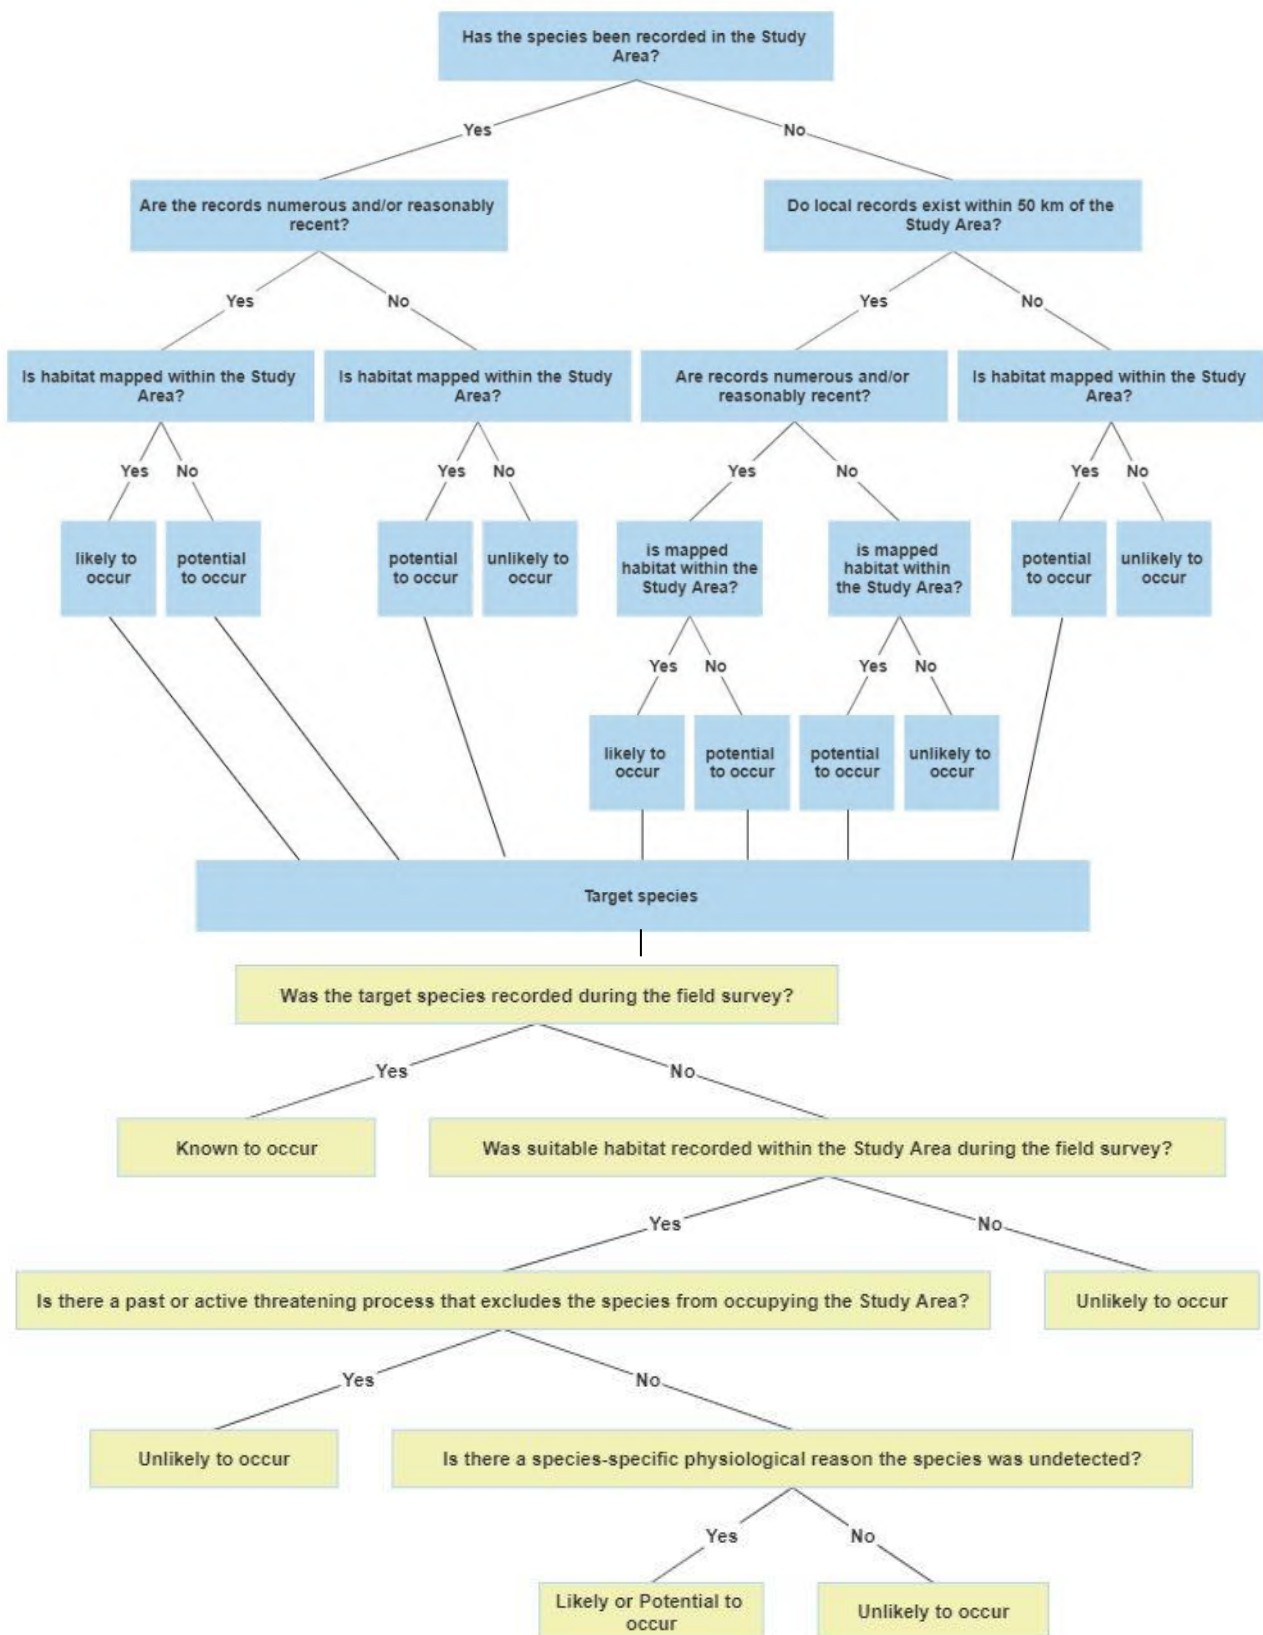 Has the species been recorded in the Study
Area?
Yes
No
Are the records numerous and/or reasonably
recent?
Do local records exist within 50 km of the
Study Area?
Yes
No
Yes
No
Is habitat mapped within the Study
Area?
Is habitat mapped within the Study
Area?
Are records numerous and/or
reasonably recent?
Is habitat mapped within the Study
Area?
Yes
No
Yes
No
Yes
No
Yes
No
likely to
occur
potential
to occur
potential
to occur
unlikely to
occur
is mapped
habitat within the
Study Area?
is mapped
habitat within
the Study Area?
potential
to occur
unlikely to
occur
Yes
No
Yes
No
likely to
occur
potential
to occur
potential
to occur
unlikely to
occur
Target species
Was the target species recorded during the field survey?
Yes
No
Known to occur
Was suitable habitat recorded within the Study Area during the field survey?
Yes
No
Is there a past or active threatening process that excludes the species from occupying the Study Area?
Unlikely to occur
Yes
No
Unlikely to occur
Is there a species-specific physiological reason the species was undetected?
Yes
No
Likely or Potential to
occur
Unlikely to occur